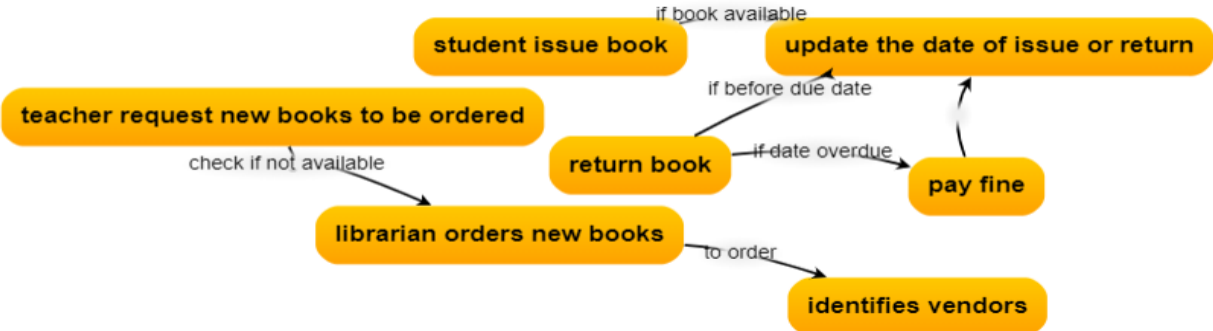 if book available
student issue book
update the date of issue or return
if before due date
teacher request new books to be ordered
if date overdue
check if not available
return book
pay fine
librarian orders new books
to order
identifies vendors